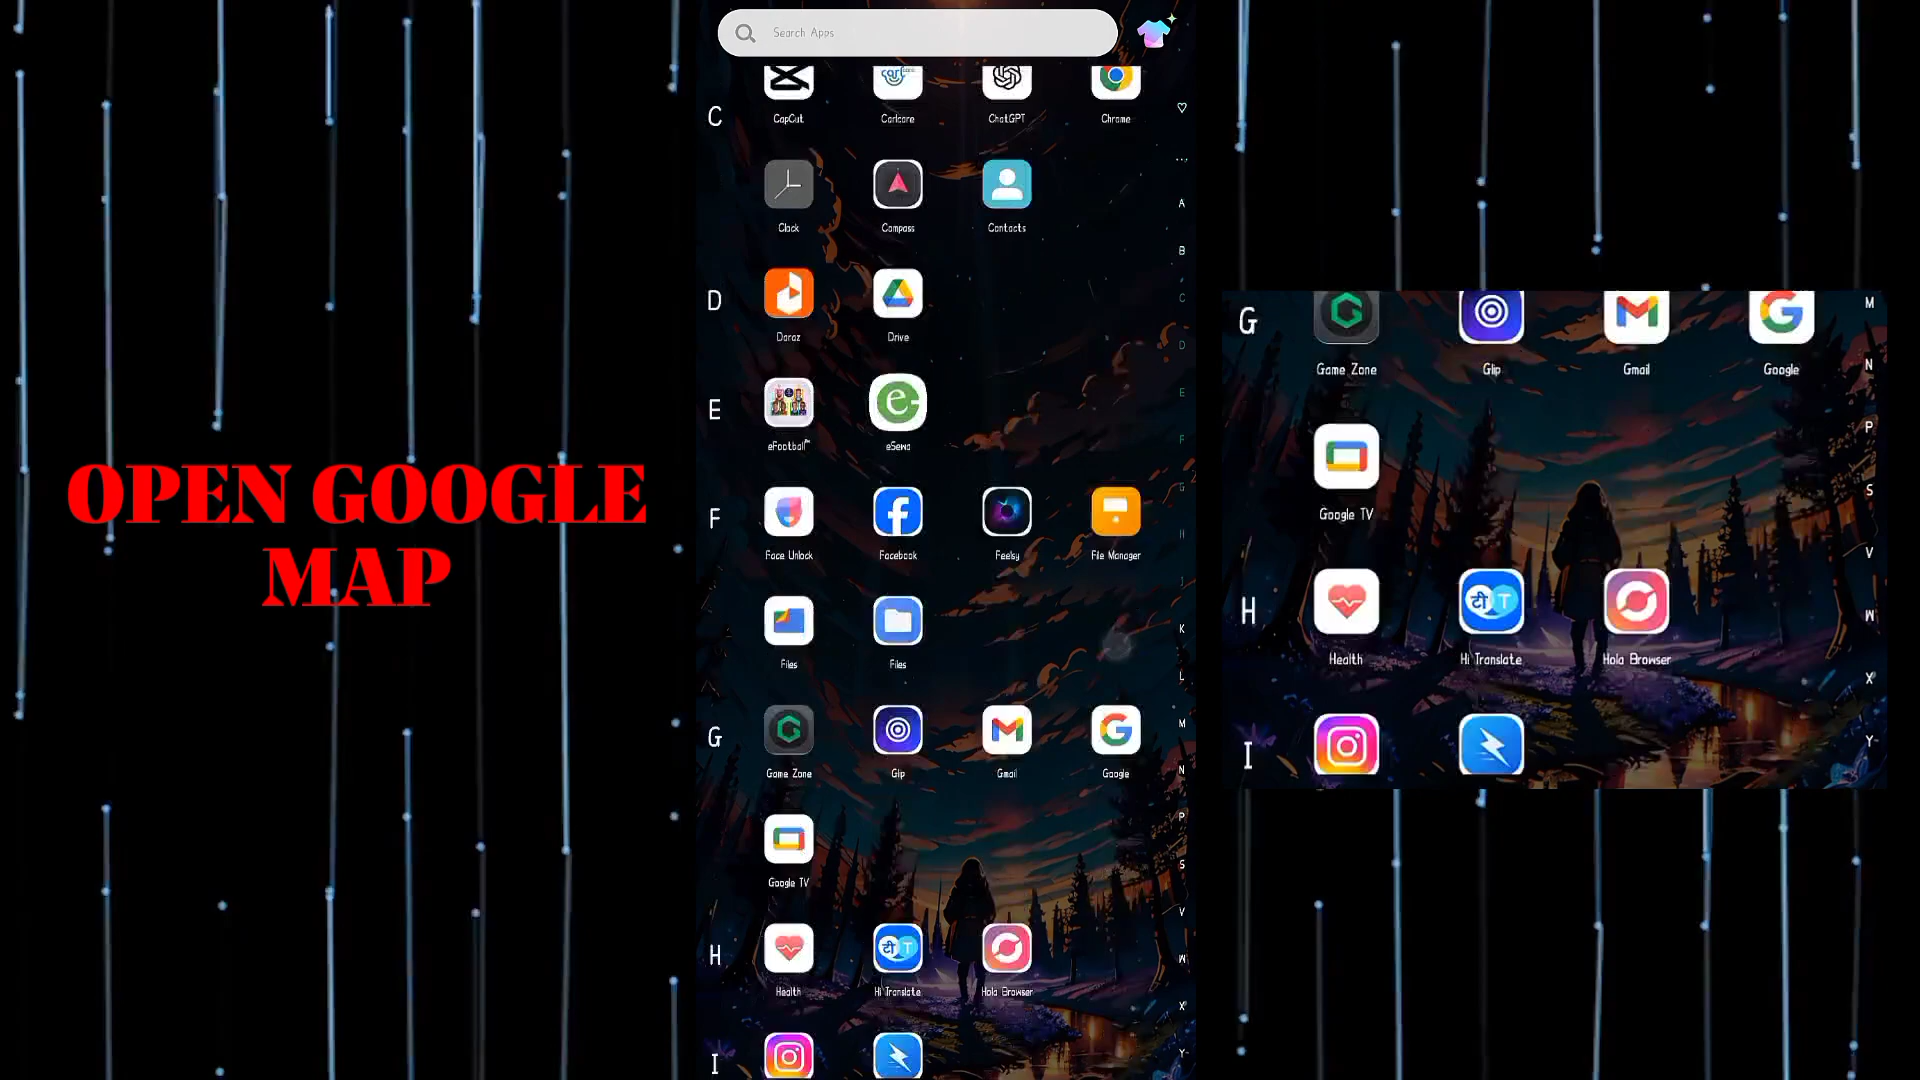 OPEN GOOGLE
MAP
Search Apps
C
CapCut
Carlcare
ChatGPT
Chrome
Clock
Compass
Contacts
D
Daraz
Drive
E
eFootball™
eSewa
F
Face Unlock
Facebook
Feelsy
File Manager
Files
Files
G
Game Zone
Glip
Gmail
Google
Google TV
H
Health
Hi Translate
Hola Browser
I
A
B
C
D
E
F
G
H
I
K
L
M
N
P
S
V
W
X
Y
G
Game Zone
Glip
Gmail
Google
Google TV
H
Health
Hi Translate
Hola Browser
I
M
N
P
S
V
W
X
Y